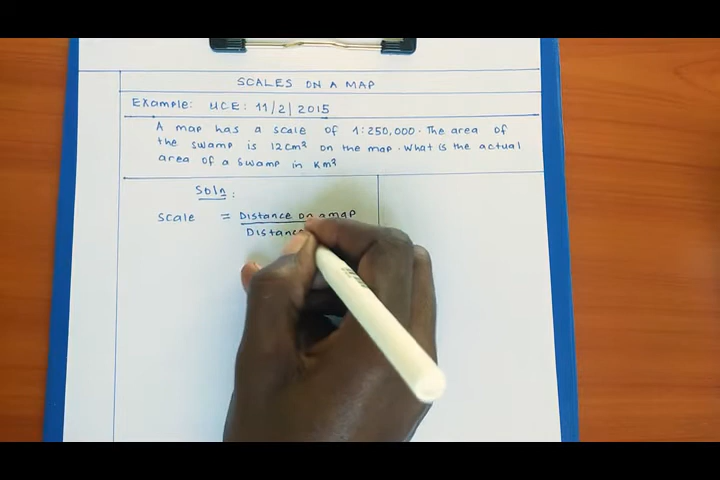 SCALES ON A MAP
Example: UCE: 11/2/2015
A map has a scale of 1:250,000. The area of
the swamp is 12cm² on the map. What is the actual
area of a swamp in km²
Soln:
scale = Distance on a map
Distance